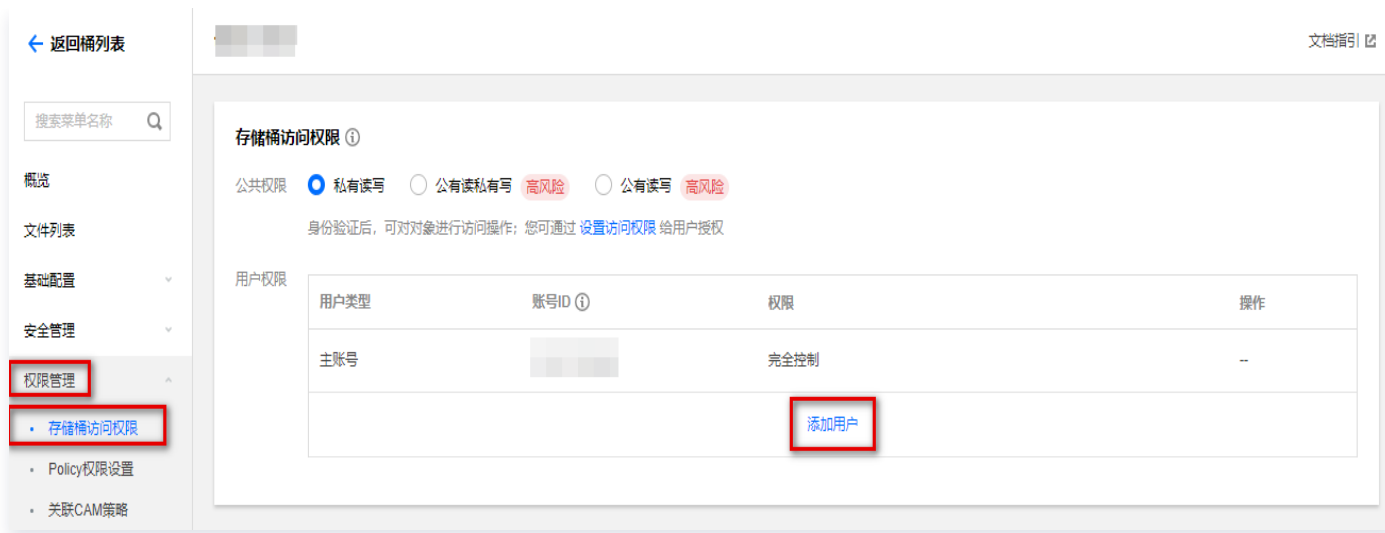 返回桶列表
文档指引
搜索菜单名称
概览
文件列表
基础配置
安全管理
权限管理
存储桶访问权限
Policy权限设置
关联CAM策略
存储桶访问权限
公共权限 私有读写 公有读私有写 高风险 公有读写 高风险
身份验证后，可对对象进行访问操作；您可通过 设置访问权限 给用户授权
用户权限
用户类型 账号ID 权限 操作
主账号 完全控制 --
添加用户